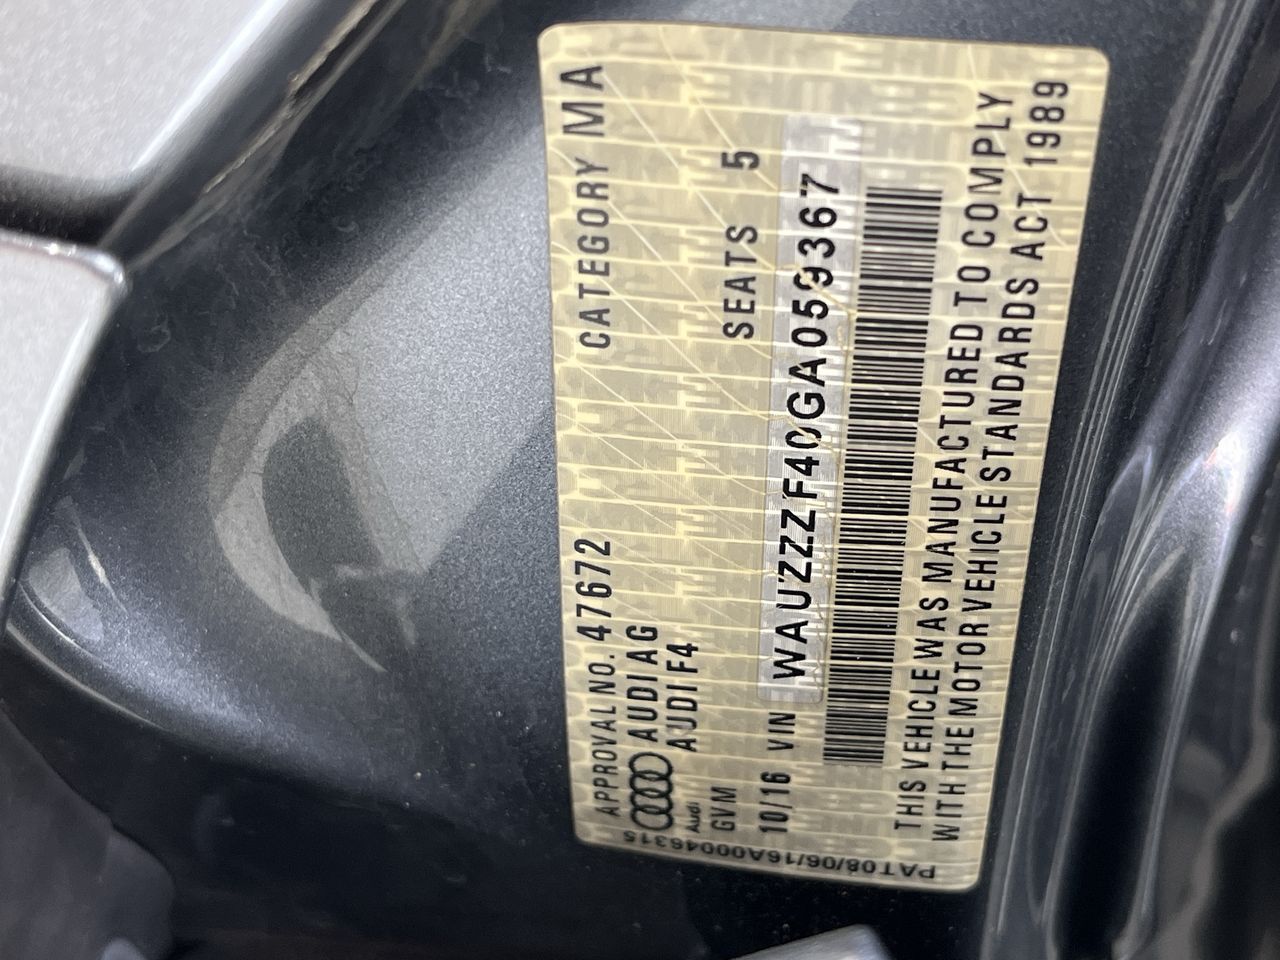 APPROVAL NO. 47672 CATEGORY MA
AUDI AG
AUDI F4
Audi
GVM SEATS 5
10/16 VIN WAUZZZF40GA059367
THIS VEHICLE WAS MANUFACTURED TO COMPLY
WITH THE MOTOR VEHICLE STANDARDS ACT 1989
PAT08/06/16A00046315